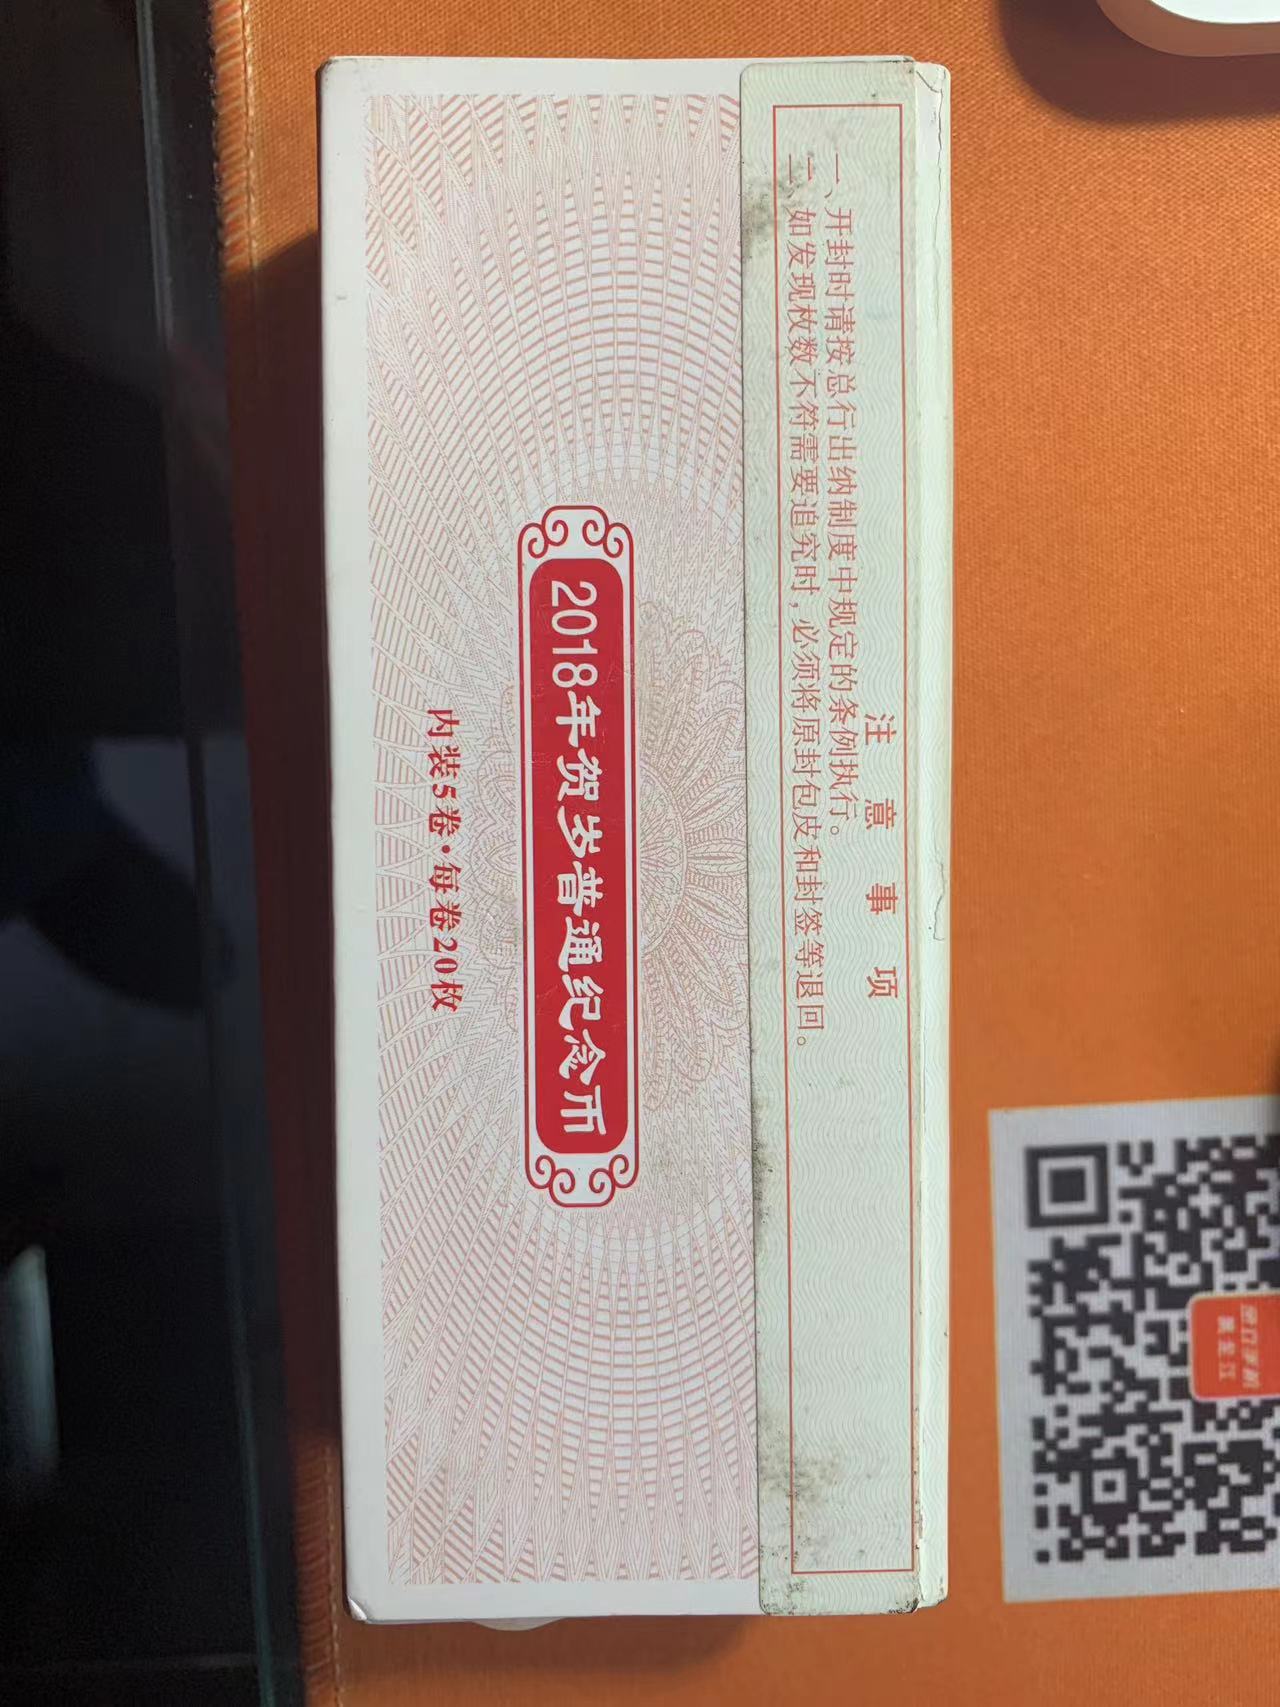 注意事项
一、开封时请按总行出纳制度中规定的条例执行。
二、如发现枚数不符需要追究时,必须将原封包皮和封签等退回。
2018年贺岁普通纪念币
内装5卷·每卷20枚
黑龙江